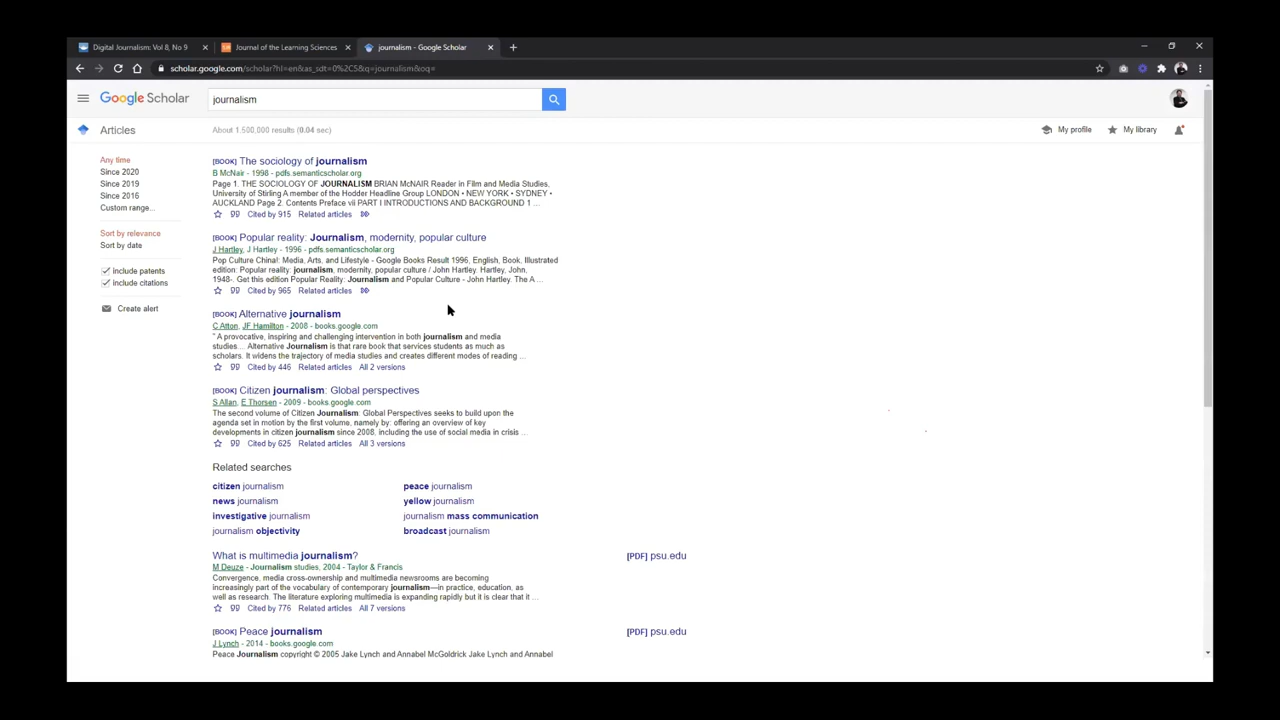 Digital Journalism: Vol 8, No 9
Journal of the Learning Sciences
journalism - Google Scholar
scholar.google.com/scholar?hl=en&as_sdt=0%2C5&q=journalism&oq=
Google Scholar
journalism
Articles
About 1,500,000 results (0.04 sec)
My profile
My library
Any time
Since 2020
Since 2019
Since 2016
Custom range...
Sort by relevance
Sort by date
include patents
include citations
Create alert
[BOOK] The sociology of journalism
B McNair - 1998 - pdfs.semanticscholar.org
Page 1. THE SOCIOLOGY OF JOURNALISM BRIAN McNAIR Reader in Film and Media Studies,
University of Stirling A member of the Hodder Headline Group LONDON • NEW YORK • SYDNEY •
AUCKLAND Page 2. Contents Preface vii PART I INTRODUCTIONS AND BACKGROUND 1 ...
Cited by 915 Related articles
[BOOK] Popular reality: Journalism, modernity, popular culture
J Hartley, J Hartley - 1996 - pdfs.semanticscholar.org
Pop Culture China!: Media, Arts, and Lifestyle - Google Books Result 1996, English, Book, Illustrated
edition: Popular reality: journalism, modernity, popular culture / John Hartley. Hartley, John,
1948-. Get this edition Popular Reality: Journalism and Popular Culture - John Hartley. The A ...
Cited by 965 Related articles
[BOOK] Alternative journalism
C Atton, JF Hamilton - 2008 - books.google.com
" A provocative, inspiring and challenging intervention in both journalism and media
studies... Alternative Journalism is that rare book that services students as much as
scholars. It widens the trajectory of media studies and creates different modes of reading ...
Cited by 446 Related articles All 2 versions
[BOOK] Citizen journalism: Global perspectives
S Allan, E Thorsen - 2009 - books.google.com
The second volume of Citizen Journalism: Global Perspectives seeks to build upon the
agenda set in motion by the first volume, namely by: offering an overview of key
developments in citizen journalism since 2008, including the use of social media in crisis ...
Cited by 625 Related articles All 3 versions
Related searches
citizen journalism
peace journalism
news journalism
yellow journalism
investigative journalism
journalism mass communication
journalism objectivity
broadcast journalism
What is multimedia journalism?
[PDF] psu.edu
M Deuze - Journalism studies, 2004 - Taylor & Francis
Convergence, media cross-ownership and multimedia newsrooms are becoming
increasingly part of the vocabulary of contemporary journalism—in practice, education, as
well as research. The literature exploring multimedia is expanding rapidly but it is clear that it ...
Cited by 776 Related articles All 7 versions
[BOOK] Peace journalism
[PDF] psu.edu
J Lynch - 2014 - books.google.com
Peace Journalism copyright © 2005 Jake Lynch and Annabel McGoldrick Jake Lynch and Annabel